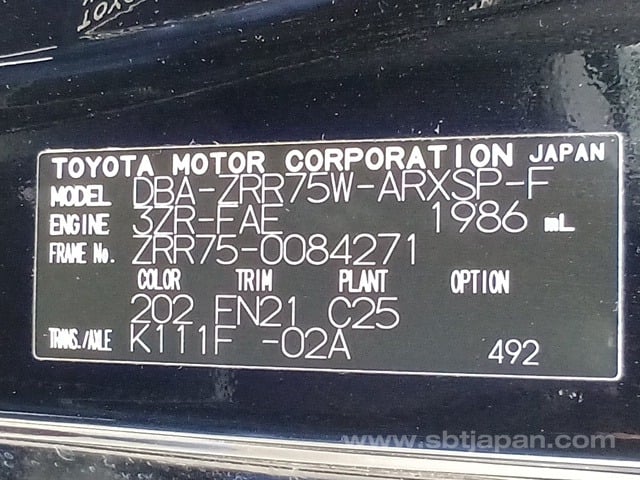 TOYOTA MOTOR CORPORATION JAPAN
MODEL DBA-ZRR75W-ARXSP-F
ENGINE 3ZR-FAE 1986 mL
FRAME No. ZRR75-0084271
COLOR TRIM PLANT OPTION
202 FN21 C25
TRANS./AXLE K111F -02A 492
www.sbtjapan.com